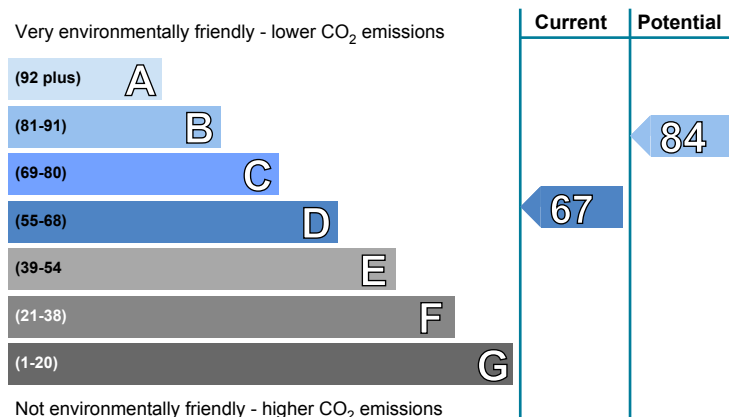 Current Potential
Very environmentally friendly - lower CO2 emissions
(92 plus) A
(81-91) B
84
(69-80) C
(55-68) D
67
(39-54 E
(21-38) F
(1-20) G
Not environmentally friendly - higher CO2 emissions